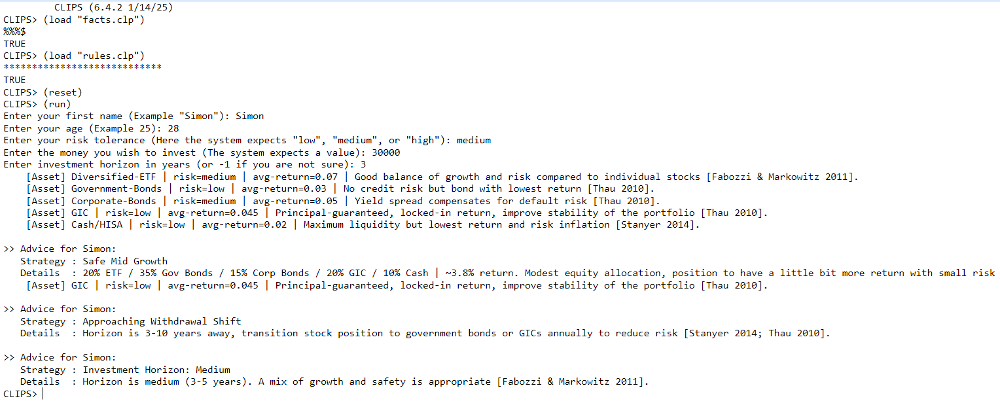 CLIPS (6.4.2 1/14/25)
CLIPS> (load "facts.clp")
%%%$
TRUE
CLIPS> (load "rules.clp")
****************************
TRUE
CLIPS> (reset)
CLIPS> (run)
Enter your first name (Example "Simon"): Simon
Enter your age (Example 25): 28
Enter your risk tolerance (Here the system expects "low", "medium", or "high"): medium
Enter the money you wish to invest (The system expects a value): 30000
Enter investment horizon in years (or -1 if you are not sure): 3
[Asset] Diversified-ETF | risk=medium | avg-return=0.07 | Good balance of growth and risk compared to individual stocks [Fabozzi & Markowitz 2011].
[Asset] Government-Bonds | risk=low | avg-return=0.03 | No credit risk but bond with lowest return [Thau 2010].
[Asset] Corporate-Bonds | risk=medium | avg-return=0.05 | Yield spread compensates for default risk [Thau 2010].
[Asset] GIC | risk=low | avg-return=0.045 | Principal-guaranteed, locked-in return, improve stability of the portfolio [Thau 2010].
[Asset] Cash/HISA | risk=low | avg-return=0.02 | Maximum liquidity but lowest return and risk inflation [Stanyer 2014].
>> Advice for Simon:
Strategy : Safe Mid Growth
Details  : 20% ETF / 35% Gov Bonds / 15% Corp Bonds / 20% GIC / 10% Cash | ~3.8% return. Modest equity allocation, position to have a little bit more return with small risk
[Asset] GIC | risk=low | avg-return=0.045 | Principal-guaranteed, locked-in return, improve stability of the portfolio [Thau 2010].
>> Advice for Simon:
Strategy : Approaching Withdrawal Shift
Details  : Horizon is 3-10 years away, transition stock position to government bonds or GICs annually to reduce risk [Stanyer 2014; Thau 2010].
>> Advice for Simon:
Strategy : Investment Horizon: Medium
Details  : Horizon is medium (3-5 years). A mix of growth and safety is appropriate [Fabozzi & Markowitz 2011].
CLIPS>